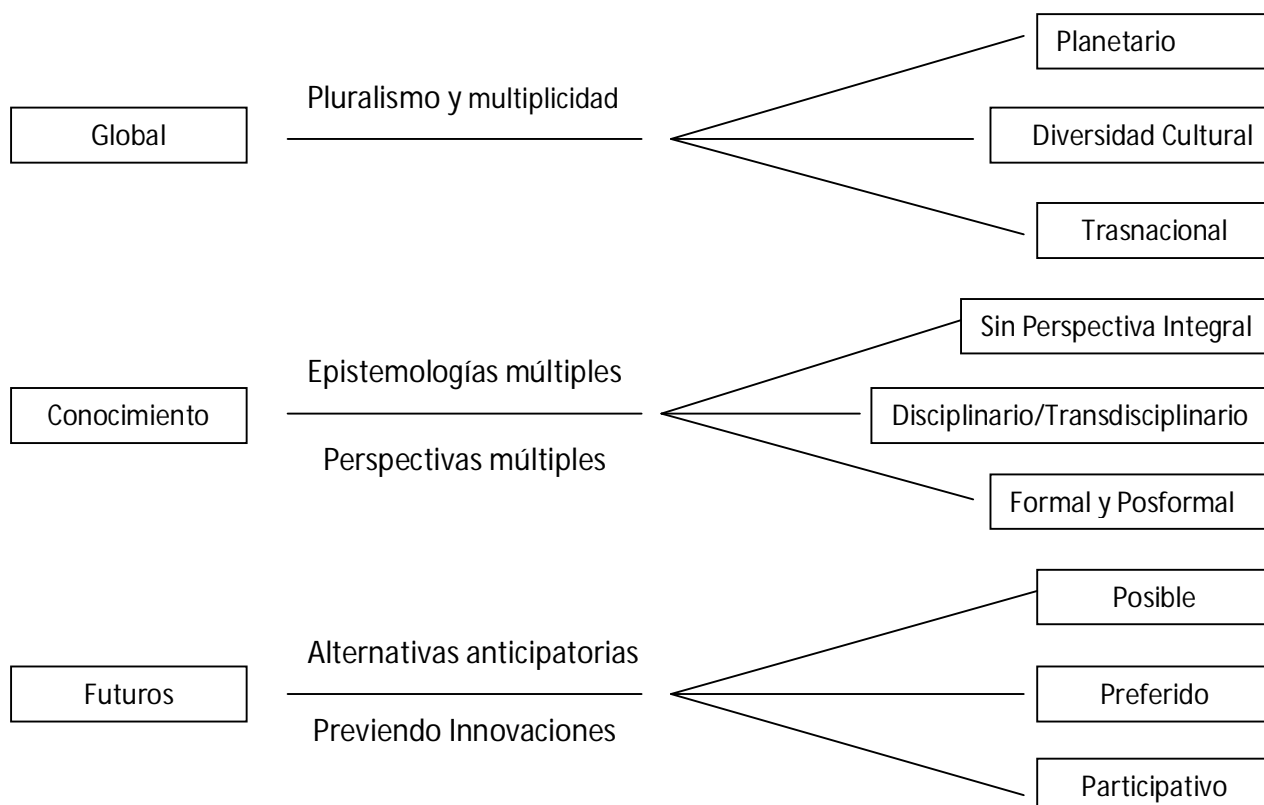 Planetario
Pluralismo y multiplicidad
Global
Diversidad Cultural
Trasnacional
Sin Perspectiva Integral
Epistemologías múltiples
Conocimiento
Disciplinario/Transdisciplinario
Perspectivas múltiples
Formal y Posformal
Posible
Alternativas anticipatorias
Futuros
Preferido
Previendo Innovaciones
Participativo